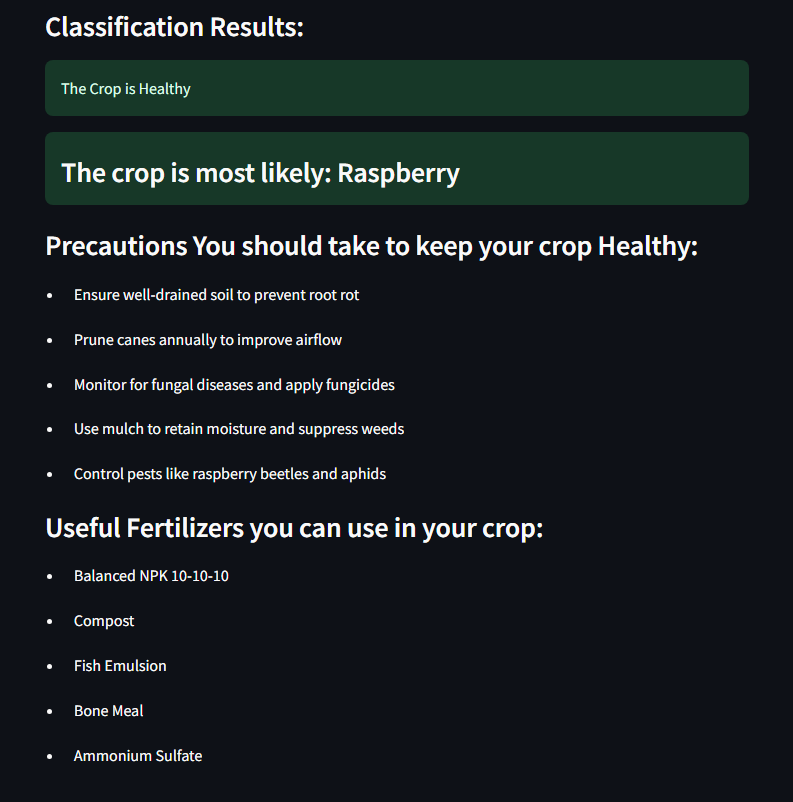 Classification Results:
The Crop is Healthy
The crop is most likely: Raspberry
Precautions You should take to keep your crop Healthy:
• Ensure well-drained soil to prevent root rot
• Prune canes annually to improve airflow
• Monitor for fungal diseases and apply fungicides
• Use mulch to retain moisture and suppress weeds
• Control pests like raspberry beetles and aphids
Useful Fertilizers you can use in your crop:
• Balanced NPK 10-10-10
• Compost
• Fish Emulsion
• Bone Meal
• Ammonium Sulfate